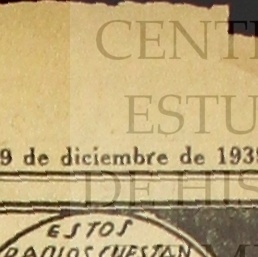 CENT
ESTU
9 de diciembre de 193
DE HIS
ESTOS
RADIOS CUESTAN